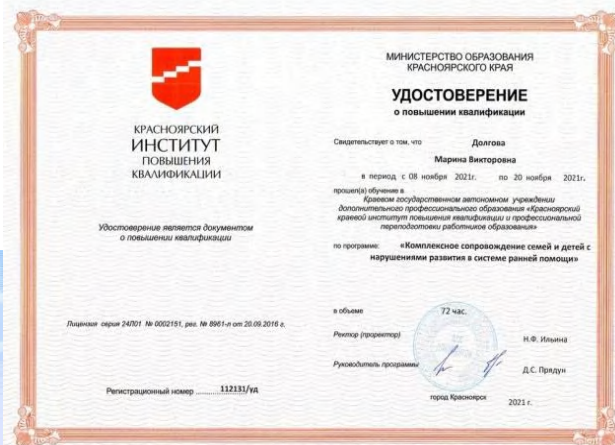 КРАСНОЯРСКИЙ
ИНСТИТУТ
ПОВЫШЕНИЯ
КВАЛИФИКАЦИИ
Удостоверение является документом
о повышении квалификации
Лицензия серия 24Л01 № 0002151, рег. № 8961-л от 20.09.2016 г.
Регистрационный номер 112131/уд
МИНИСТЕРСТВО ОБРАЗОВАНИЯ
КРАСНОЯРСКОГО КРАЯ
УДОСТОВЕРЕНИЕ
о повышении квалификации
Свидетельствует о том, что Долгова
Марина Викторовна
в период с 08 ноября 2021г. по 20 ноября 2021г.
прошел(а) обучение в
Краевом государственном автономном учреждении
дополнительного профессионального образования «Красноярский
краевой институт повышения квалификации и профессиональной
переподготовки работников образования»
по программе: «Комплексное сопровождение семей и детей с
нарушениями развития в системе ранней помощи»
в объеме 72 час.
Ректор (проректор) Н.Ф. Ильина
Руководитель программы Д.С. Прядун
город Красноярск 2021 г.